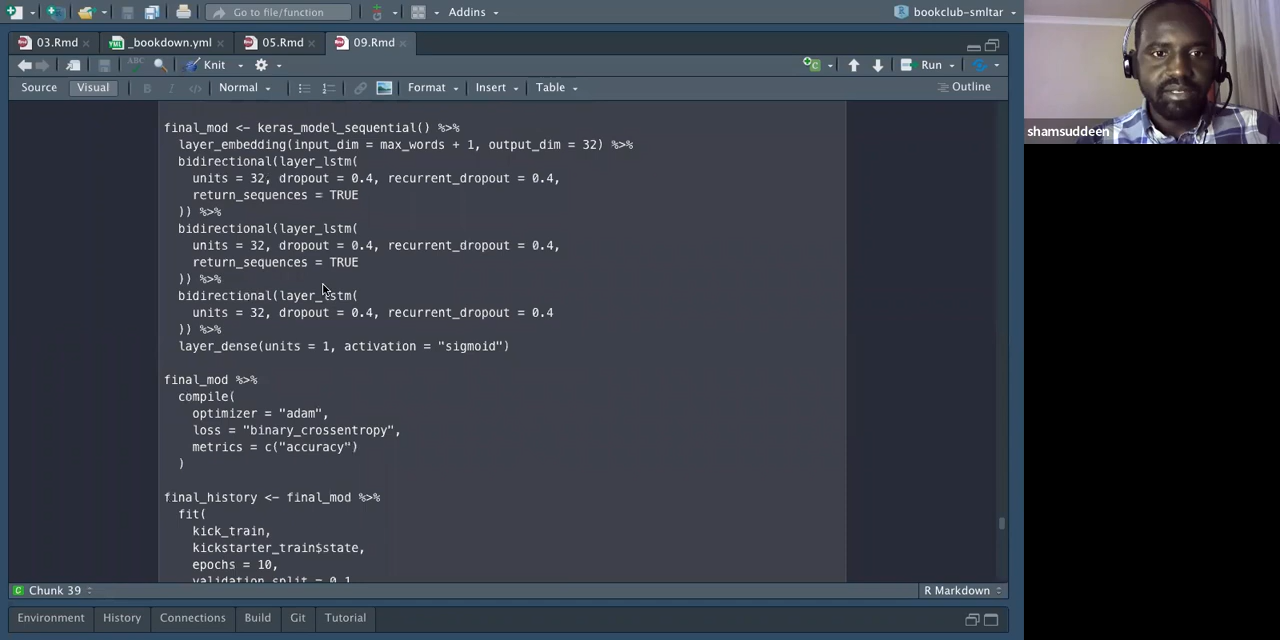 Go to file/function
Addins
bookclub-smltar
03.Rmd
_bookdown.yml
05.Rmd
09.Rmd
ABC
Knit
Run
Source
Visual
B
I
</>
Normal
Format
Insert
Table
Outline
final_mod <- keras_model_sequential() %>%
layer_embedding(input_dim = max_words + 1, output_dim = 32) %>%
bidirectional(layer_lstm(
units = 32, dropout = 0.4, recurrent_dropout = 0.4,
return_sequences = TRUE
)) %>%
bidirectional(layer_lstm(
units = 32, dropout = 0.4, recurrent_dropout = 0.4,
return_sequences = TRUE
)) %>%
bidirectional(layer_lstm(
units = 32, dropout = 0.4, recurrent_dropout = 0.4
)) %>%
layer_dense(units = 1, activation = "sigmoid")
final_mod %>%
compile(
optimizer = "adam",
loss = "binary_crossentropy",
metrics = c("accuracy")
)
final_history <- final_mod %>%
fit(
kick_train,
kickstarter_train$state,
epochs = 10,
validation_split = 0.1
Chunk 39
R Markdown
Environment
History
Connections
Build
Git
Tutorial
shamsuddeen